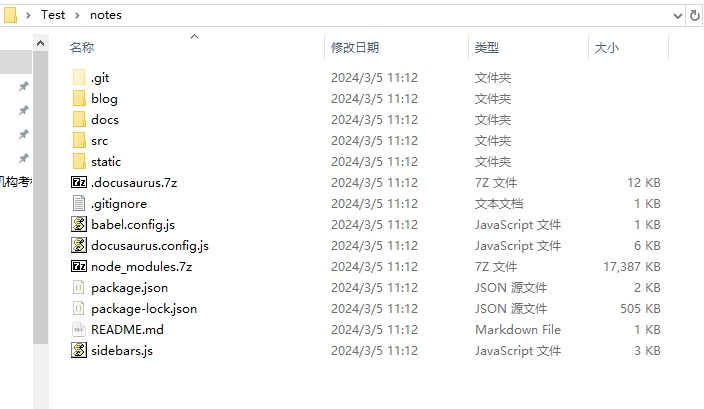 Test > notes
名称 修改日期 类型 大小
.git 2024/3/5 11:12 文件夹
blog 2024/3/5 11:12 文件夹
docs 2024/3/5 11:12 文件夹
src 2024/3/5 11:12 文件夹
static 2024/3/5 11:12 文件夹
.docusaurus.7z 2024/3/5 11:12 7Z 文件 12 KB
.gitignore 2024/3/5 11:12 文本文档 1 KB
babel.config.js 2024/3/5 11:12 JavaScript 文件 1 KB
docusaurus.config.js 2024/3/5 11:12 JavaScript 文件 6 KB
node_modules.7z 2024/3/5 11:12 7Z 文件 17,387 KB
package.json 2024/3/5 11:12 JSON 源文件 2 KB
package-lock.json 2024/3/5 11:12 JSON 源文件 505 KB
README.md 2024/3/5 11:12 Markdown File 1 KB
sidebars.js 2024/3/5 11:12 JavaScript 文件 3 KB